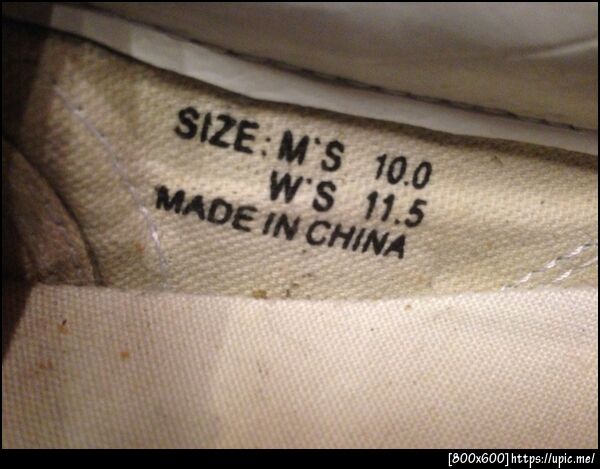 SIZE: M'S 10.0
W'S 11.5
MADE IN CHINA
[800x600]https://upic.me/